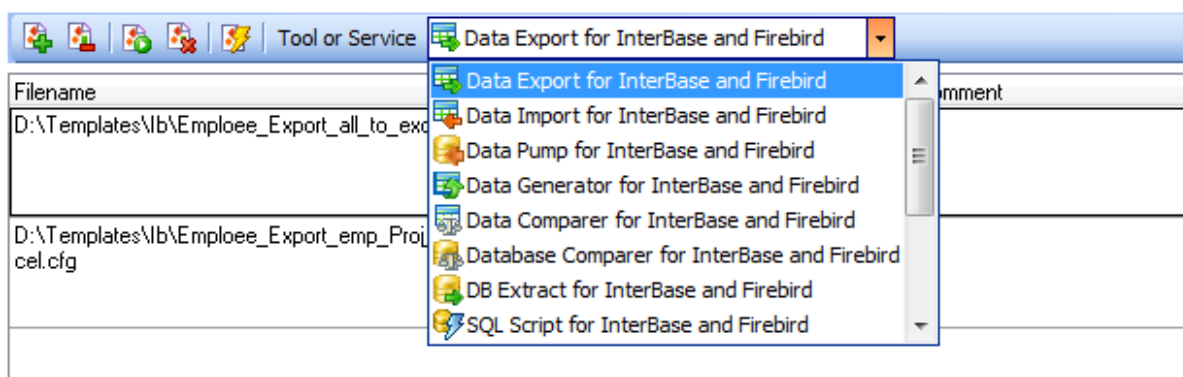 Tool or Service Data Export for InterBase and Firebird
Filename
D:\Templates\Ib\Emploee_Export_all_to_exc
D:\Templates\Ib\Emploee_Export_emp_Proj
cel.cfg
Data Export for InterBase and Firebird
Data Import for InterBase and Firebird
Data Pump for InterBase and Firebird
Data Generator for InterBase and Firebird
Data Comparer for InterBase and Firebird
Database Comparer for InterBase and Firebird
DB Extract for InterBase and Firebird
SQL Script for InterBase and Firebird
omment